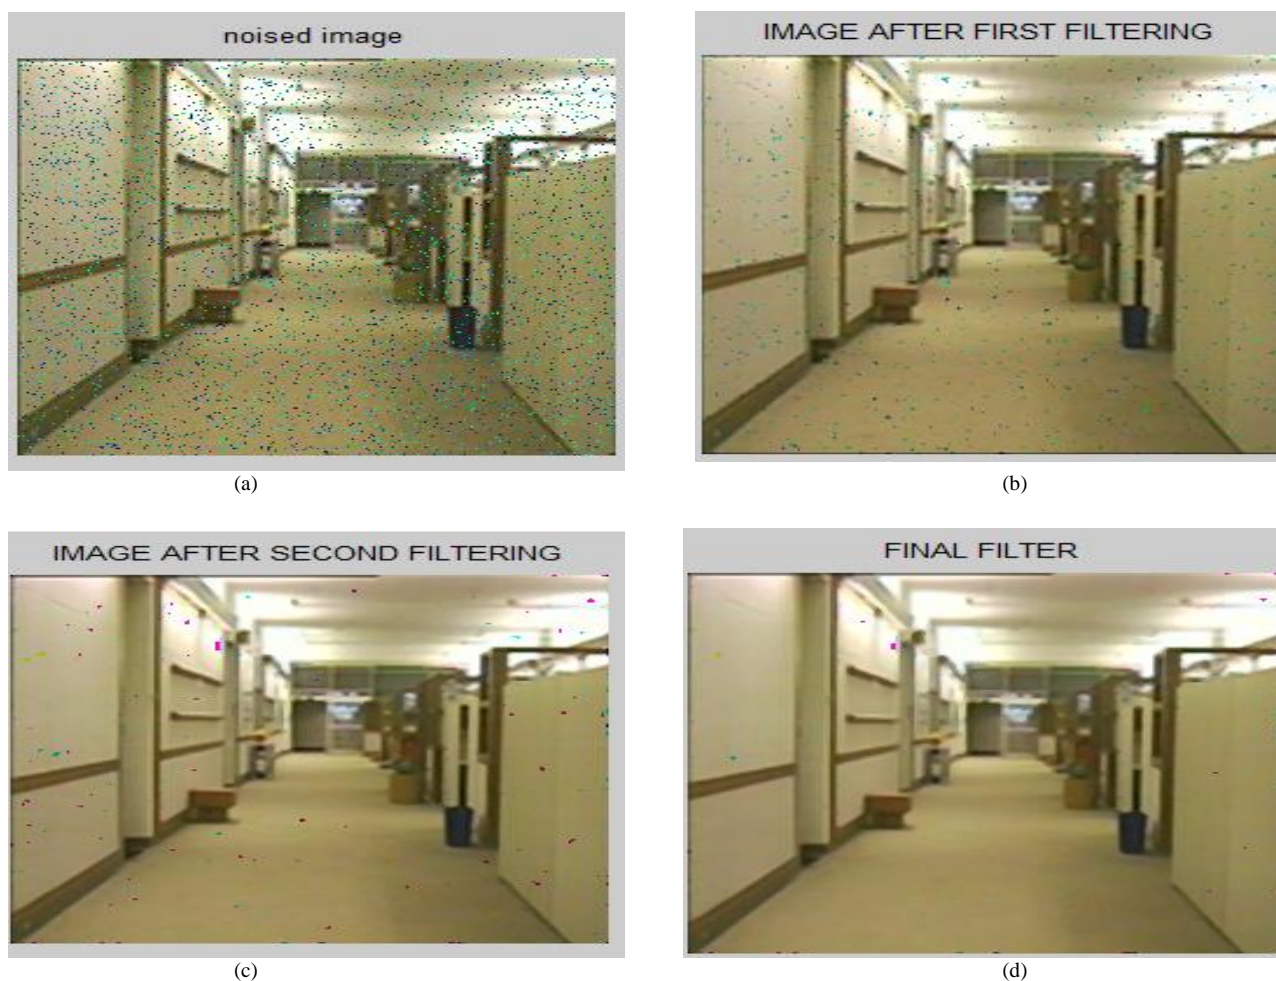 noised image
IMAGE AFTER FIRST FILTERING
(a)
(b)
IMAGE AFTER SECOND FILTERING
FINAL FILTER
(c)
(d)